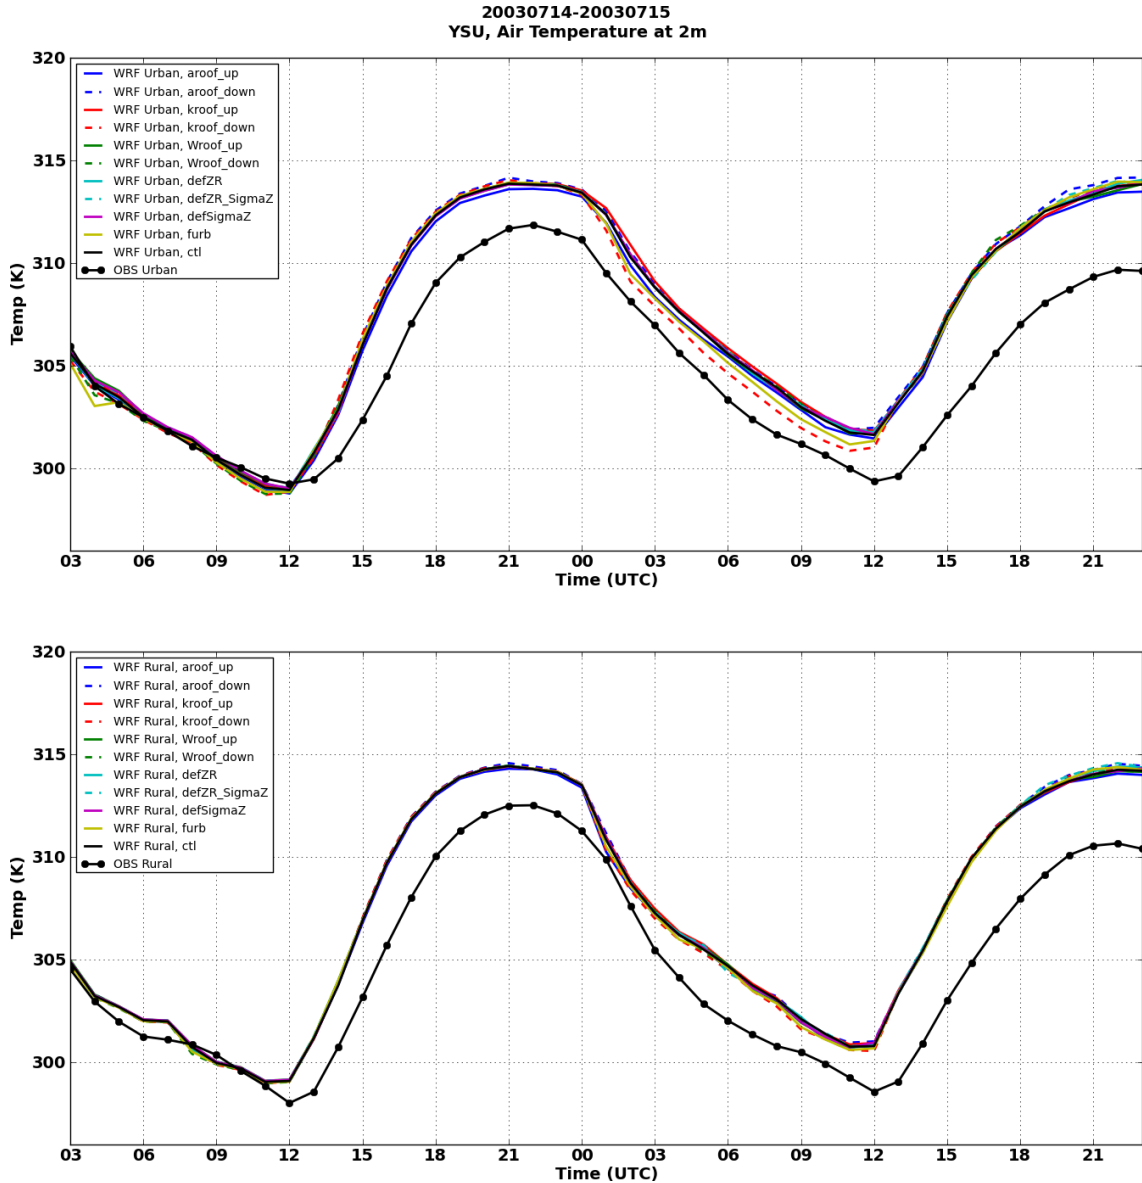 20030714-20030715
YSU, Air Temperature at 2m
320
315
310
305
300
Temp (K)
WRF Urban, aroof_up
WRF Urban, aroof_down
WRF Urban, kroof_up
WRF Urban, kroof_down
WRF Urban, Wroof_up
WRF Urban, Wroof_down
WRF Urban, defZR
WRF Urban, defZR_SigmaZ
WRF Urban, defSigmaZ
WRF Urban, furb
WRF Urban, ctl
OBS Urban
03 06 09 12 15 18 21 00 03 06 09 12 15 18 21
Time (UTC)
320
315
310
305
300
Temp (K)
WRF Rural, aroof_up
WRF Rural, aroof_down
WRF Rural, kroof_up
WRF Rural, kroof_down
WRF Rural, Wroof_up
WRF Rural, Wroof_down
WRF Rural, defZR
WRF Rural, defZR_SigmaZ
WRF Rural, defSigmaZ
WRF Rural, furb
WRF Rural, ctl
OBS Rural
03 06 09 12 15 18 21 00 03 06 09 12 15 18 21
Time (UTC)